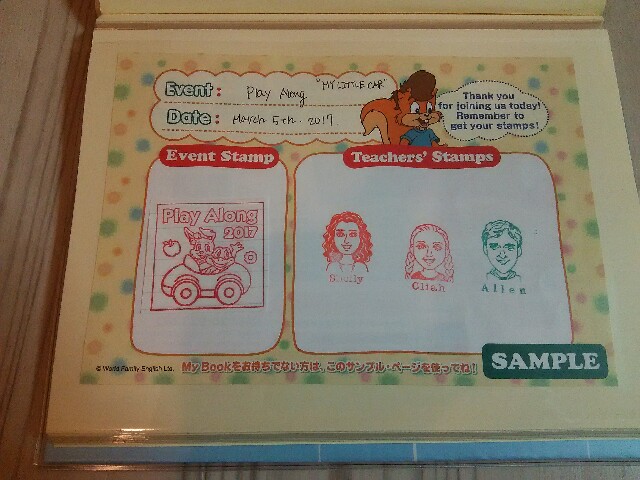 Event: Play Along "MY LITTLE CAR"
Date: March 5th. 2017
Thank you
for joining us today!
Remember to
get your stamps!
Event Stamp
Teachers' Stamps
Play Along
2017
Shelly
Cliah
Allen
SAMPLE
© World Family English Ltd.
My Bookをお持ちでない方は、このサンプル・ページを使ってね!